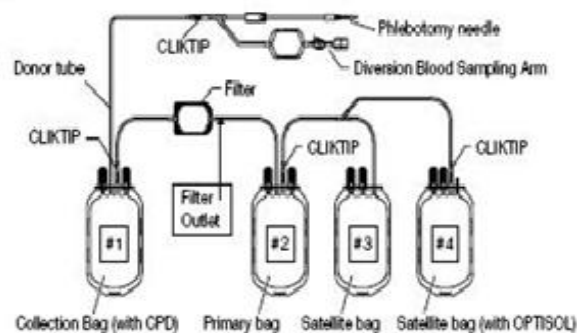 Phlebotomy needle
CLIKTIP
Diversion Blood Sampling Arm
Donor tube
Filter
CLIKTIP
CLIKTIP
CLIKTIP
Filter
Outlet
#1
#2
#3
#4
Collection Bag (with CPD)
Primary bag
Satellite bag
Satellite bag (with OPTISOL)